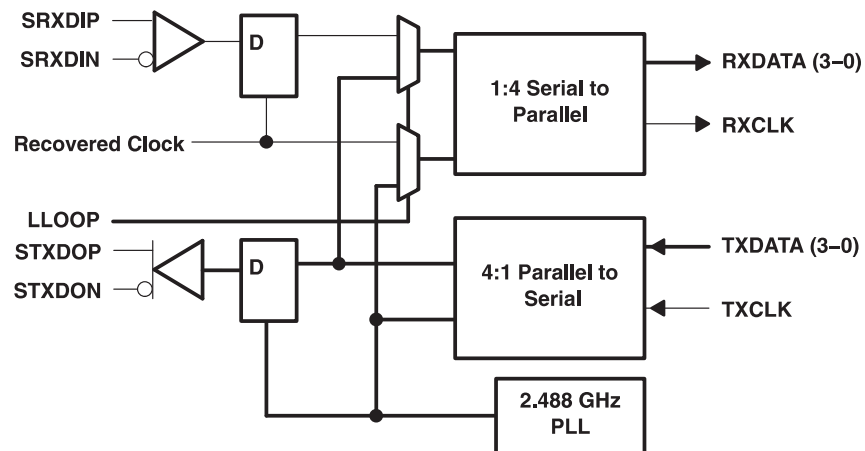 SRXDIP
SRXDIN
D
1:4 Serial to
Parallel
RXDATA (3–0)
RXCLK
Recovered Clock
LLOOP
STXDOP
STXDON
D
4:1 Parallel to
Serial
TXDATA (3–0)
TXCLK
2.488 GHz
PLL